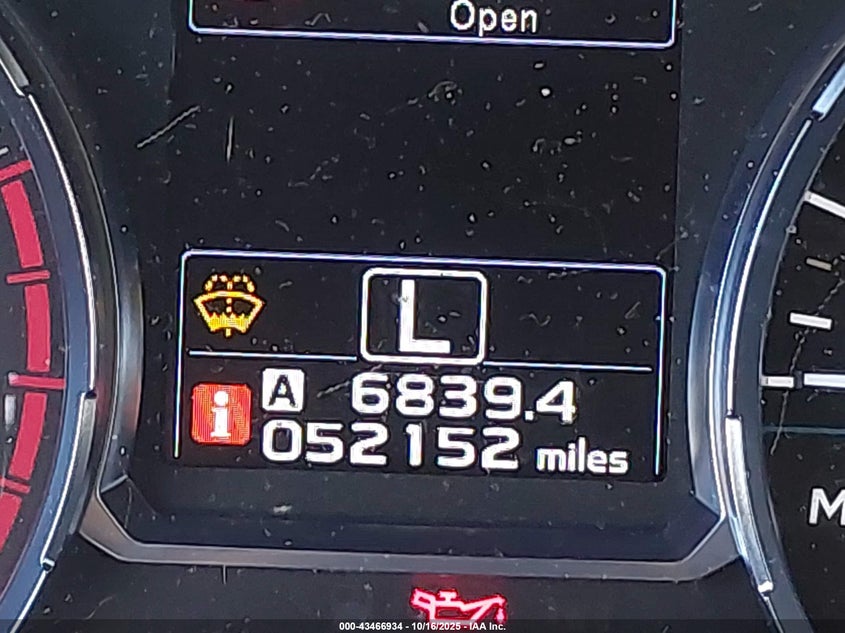 Open
L
A 6839.4
i 052152 miles
M
000-43466934 - 10/16/2025 - IAA Inc.